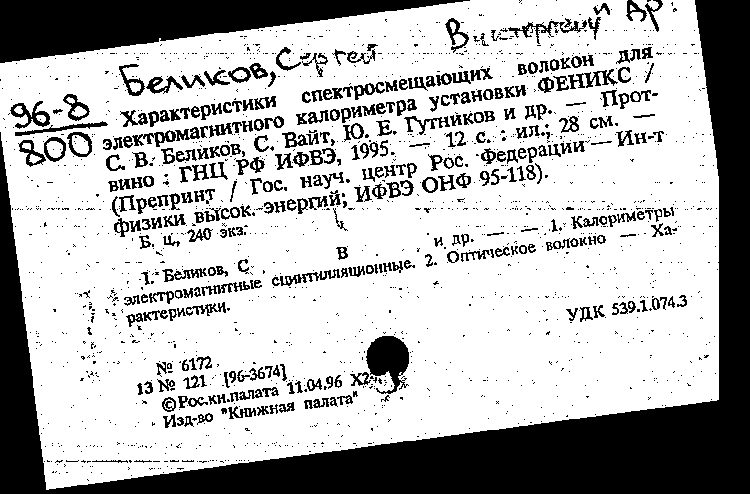 Беликов, Сергей и др.
96-8
800
Характеристики спектросмещающих волокон для
электромагнитного калориметра установки ФЕНИКС /
С. В. Беликов, С. Вайт, Ю. Е. Гутников и др. — Прот-
вино : ГНЦ РФ ИФВЭ, 1995. — 12 с. : ил.; 28 см. —
(Препринт / Гос. науч. центр Рос. Федерации — Ин-т
физики высок. энергий; ИФВЭ ОНФ 95-118).
Б. ц., 240 экз.
1. Беликов, С В и др. — — 1. Калориметры
электромагнитные сцинтилляционные. 2. Оптическое волокно — Ха-
рактеристики.
УДК 539.1.074.3
№ 6172
13 № 121 [96-3674]
©Рос.кн.палата 11.04.96 Х2
Изд-во "Книжная палата"